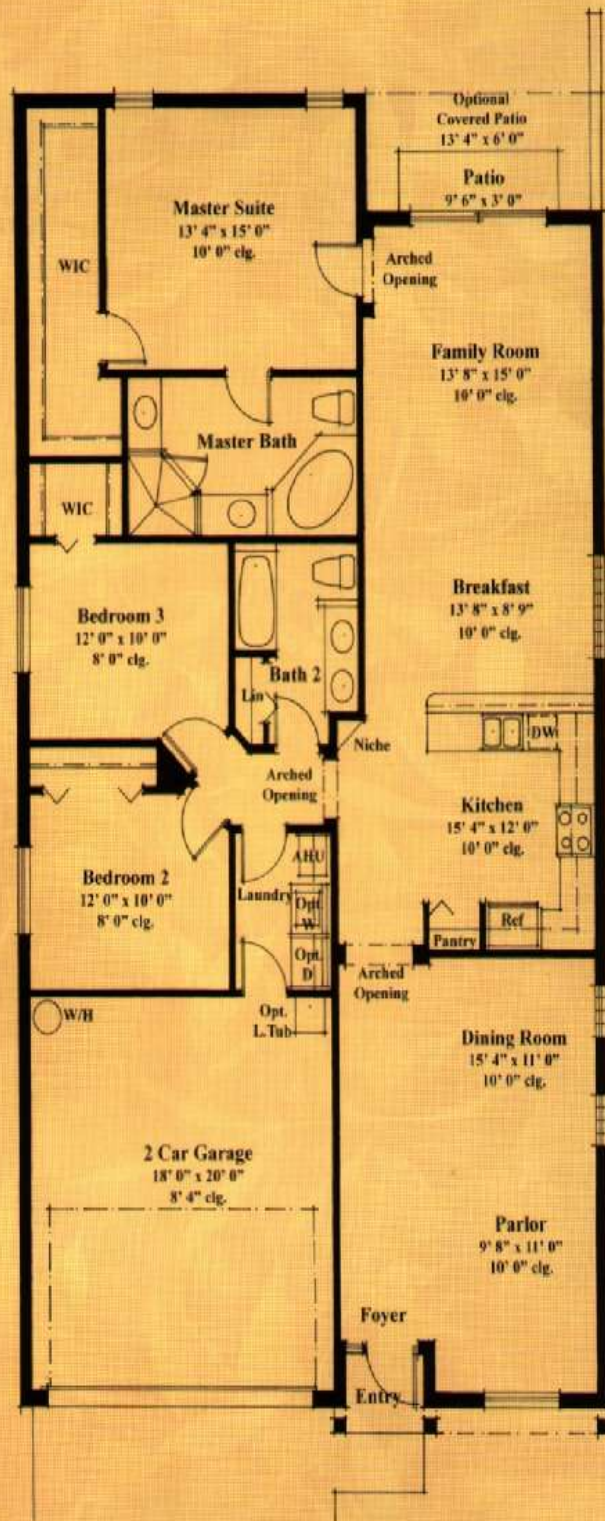 Optional
Covered Patio
13' 4" x 6' 0"
Patio
9' 6" x 3' 0"
Master Suite
13' 4" x 15' 0"
10' 0" clg.
WIC
Arched
Opening
Family Room
13' 8" x 15' 0"
10' 0" clg.
Master Bath
WIC
Bedroom 3
12' 0" x 10' 0"
8' 0" clg.
Breakfast
13' 8" x 8' 9"
10' 0" clg.
Bath 2
Lin
DW
Niche
Arched
Opening
Kitchen
15' 4" x 12' 0"
10' 0" clg.
Bedroom 2
12' 0" x 10' 0"
8' 0" clg.
AHU
Laundry
Opt
W
Opt.
D
Ref
Pantry
Arched
Opening
W/H
Opt.
L.Tub
Dining Room
15' 4" x 11' 0"
10' 0" clg.
2 Car Garage
18' 0" x 20' 0"
8' 4" clg.
Parlor
9' 8" x 11' 0"
10' 0" clg.
Foyer
Entry